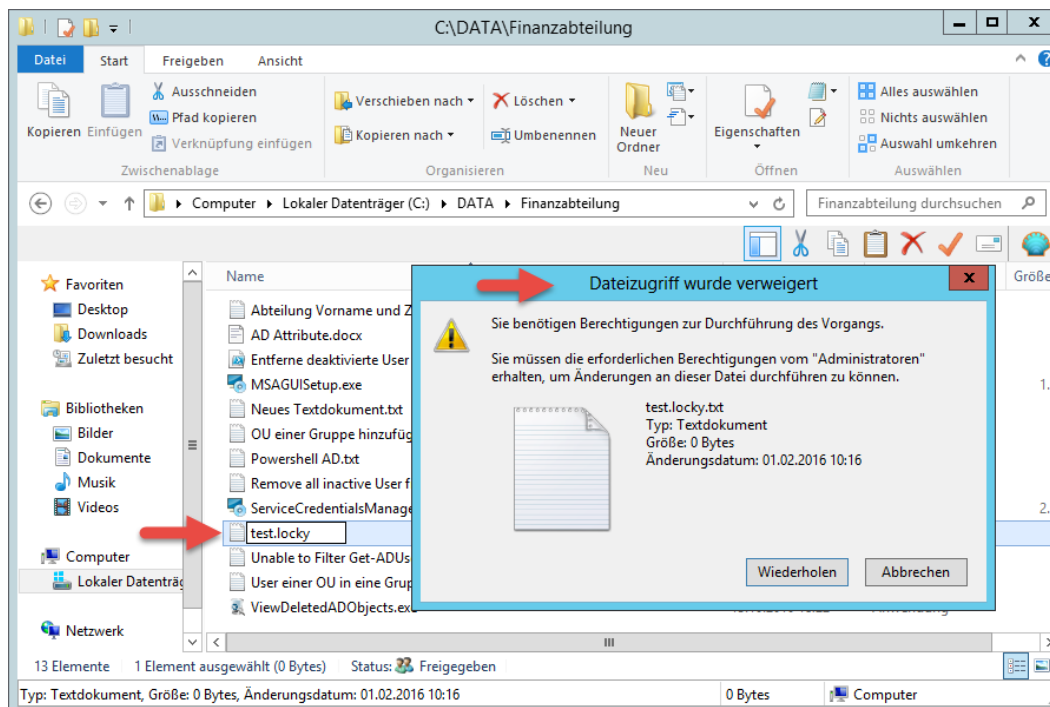 C:\DATA\Finanzabteilung
Datei Start Freigeben Ansicht
Kopieren
Einfügen
Ausschneiden
Pfad kopieren
Verknüpfung einfügen
Zwischenablage
Verschieben nach
Kopieren nach
Löschen
Umbenennen
Organisieren
Neuer
Ordner
Neu
Eigenschaften
Öffnen
Alles auswählen
Nichts auswählen
Auswahl umkehren
Auswählen
Computer Lokaler Datenträger (C:) DATA Finanzabteilung
Finanzabteilung durchsuchen
Favoriten
Desktop
Downloads
Zuletzt besucht
Bibliotheken
Bilder
Dokumente
Musik
Videos
Computer
Lokaler Datenträg
Netzwerk
Name
Größe
Abteilung Vorname und Z
AD Attribute.docx
Entferne deaktivierte User
MSAGUISetup.exe
1.
Neues Textdokument.txt
OU einer Gruppe hinzufüg
Powershell AD.txt
Remove all inactive User f
ServiceCredentialsManage
2.
test.locky
Unable to Filter Get-ADUs
User einer OU in eine Grup
ViewDeletedADObjects.exe
Dateizugriff wurde verweigert
x
Sie benötigen Berechtigungen zur Durchführung des Vorgangs.
Sie müssen die erforderlichen Berechtigungen vom "Administratoren"
erhalten, um Änderungen an dieser Datei durchführen zu können.
test.locky.txt
Typ: Textdokument
Größe: 0 Bytes
Änderungsdatum: 01.02.2016 10:16
Wiederholen
Abbrechen
13 Elemente 1 Element ausgewählt (0 Bytes) Status: Freigegeben
Typ: Textdokument, Größe: 0 Bytes, Änderungsdatum: 01.02.2016 10:16 0 Bytes Computer